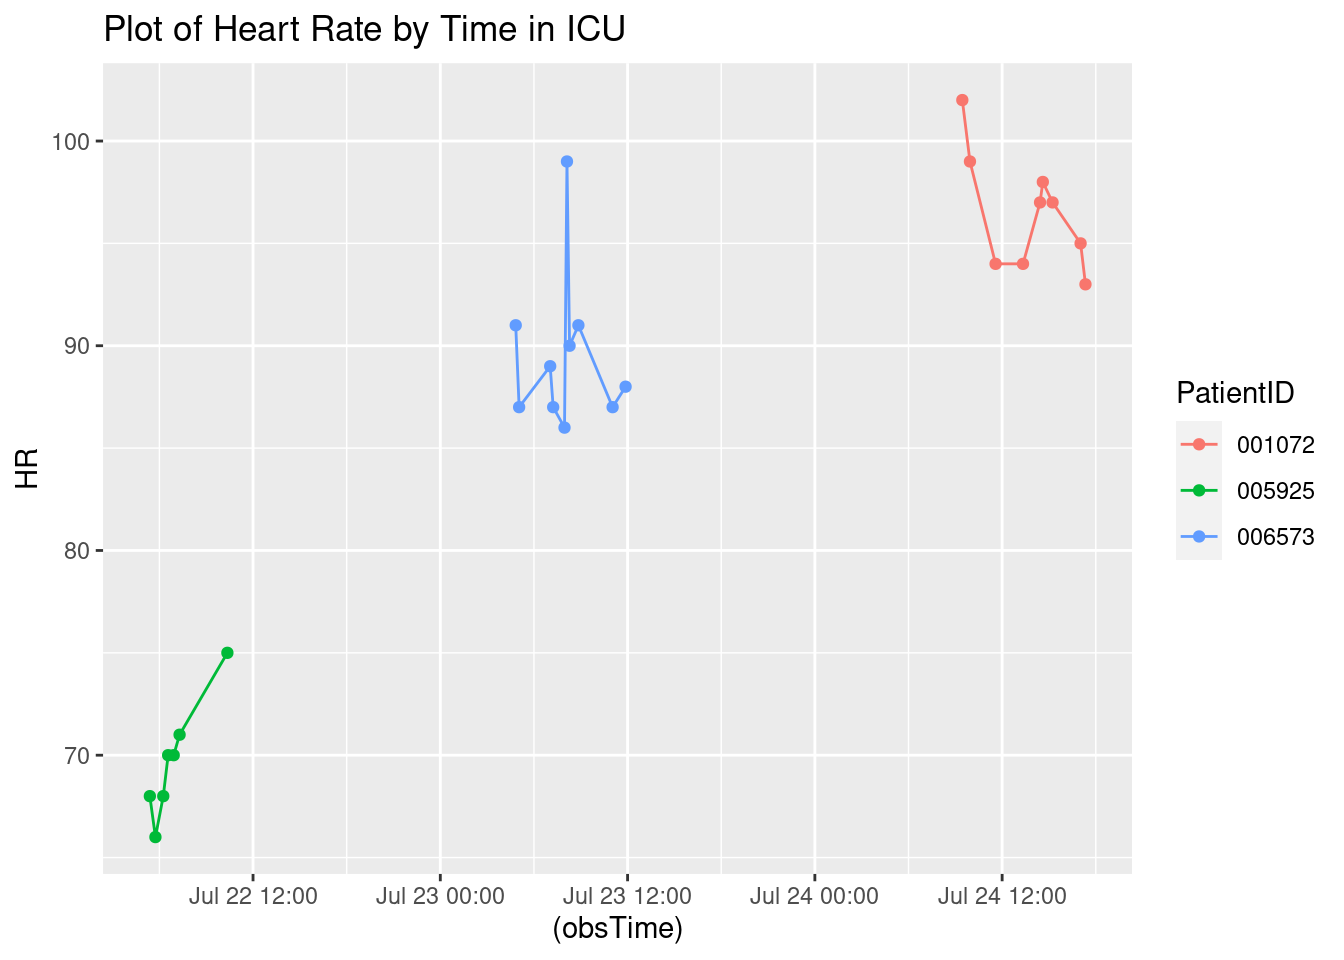 Plot of Heart Rate by Time in ICU
100
90
80
70
HR
Jul 22 12:00
Jul 23 00:00
Jul 23 12:00
Jul 24 00:00
Jul 24 12:00
(obsTime)
PatientID
001072
005925
006573